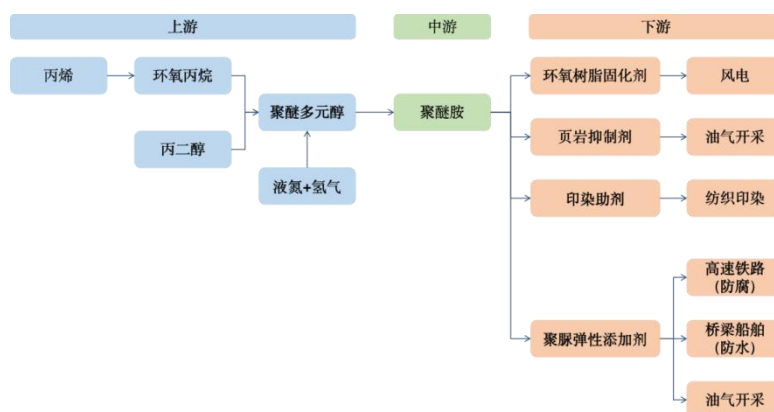 上游
中游
下游
丙烯
环氧丙烷
聚醚多元醇
丙二醇
液氮+氢气
聚醚胺
环氧树脂固化剂
风电
页岩抑制剂
油气开采
印染助剂
纺织印染
聚脲弹性添加剂
高速铁路
(防腐)
桥梁船舶
(防水)
油气开采